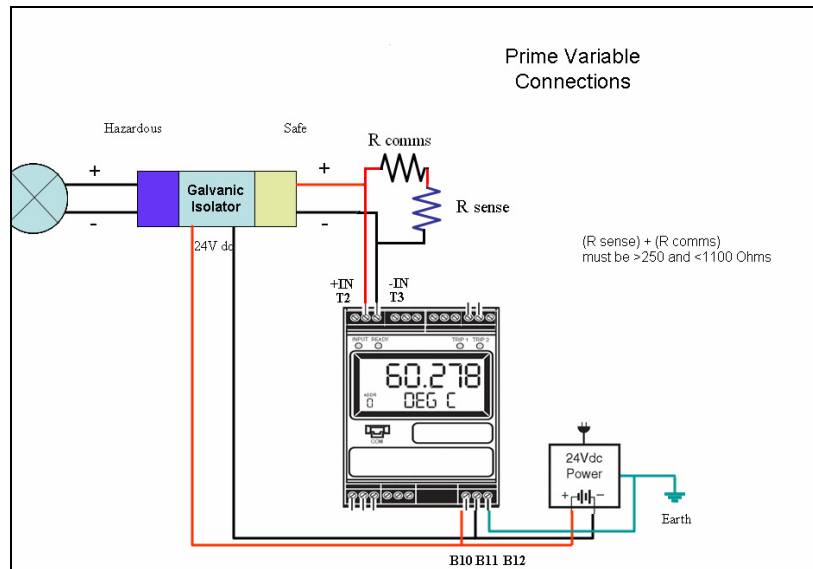 Prime Variable
Connections
Hazardous
Safe
R comms
+
+
Galvanic
Isolator
R sense
-
-
24V dc
(R sense) + (R comms)
must be >250 and <1100 Ohms
+IN
T2
-IN
T3
INPUT READY
TRIP 1 TRIP 2
60.278
ADDR
0
DEG C
COM
24Vdc
Power
+
−
Earth
B10 B11 B12